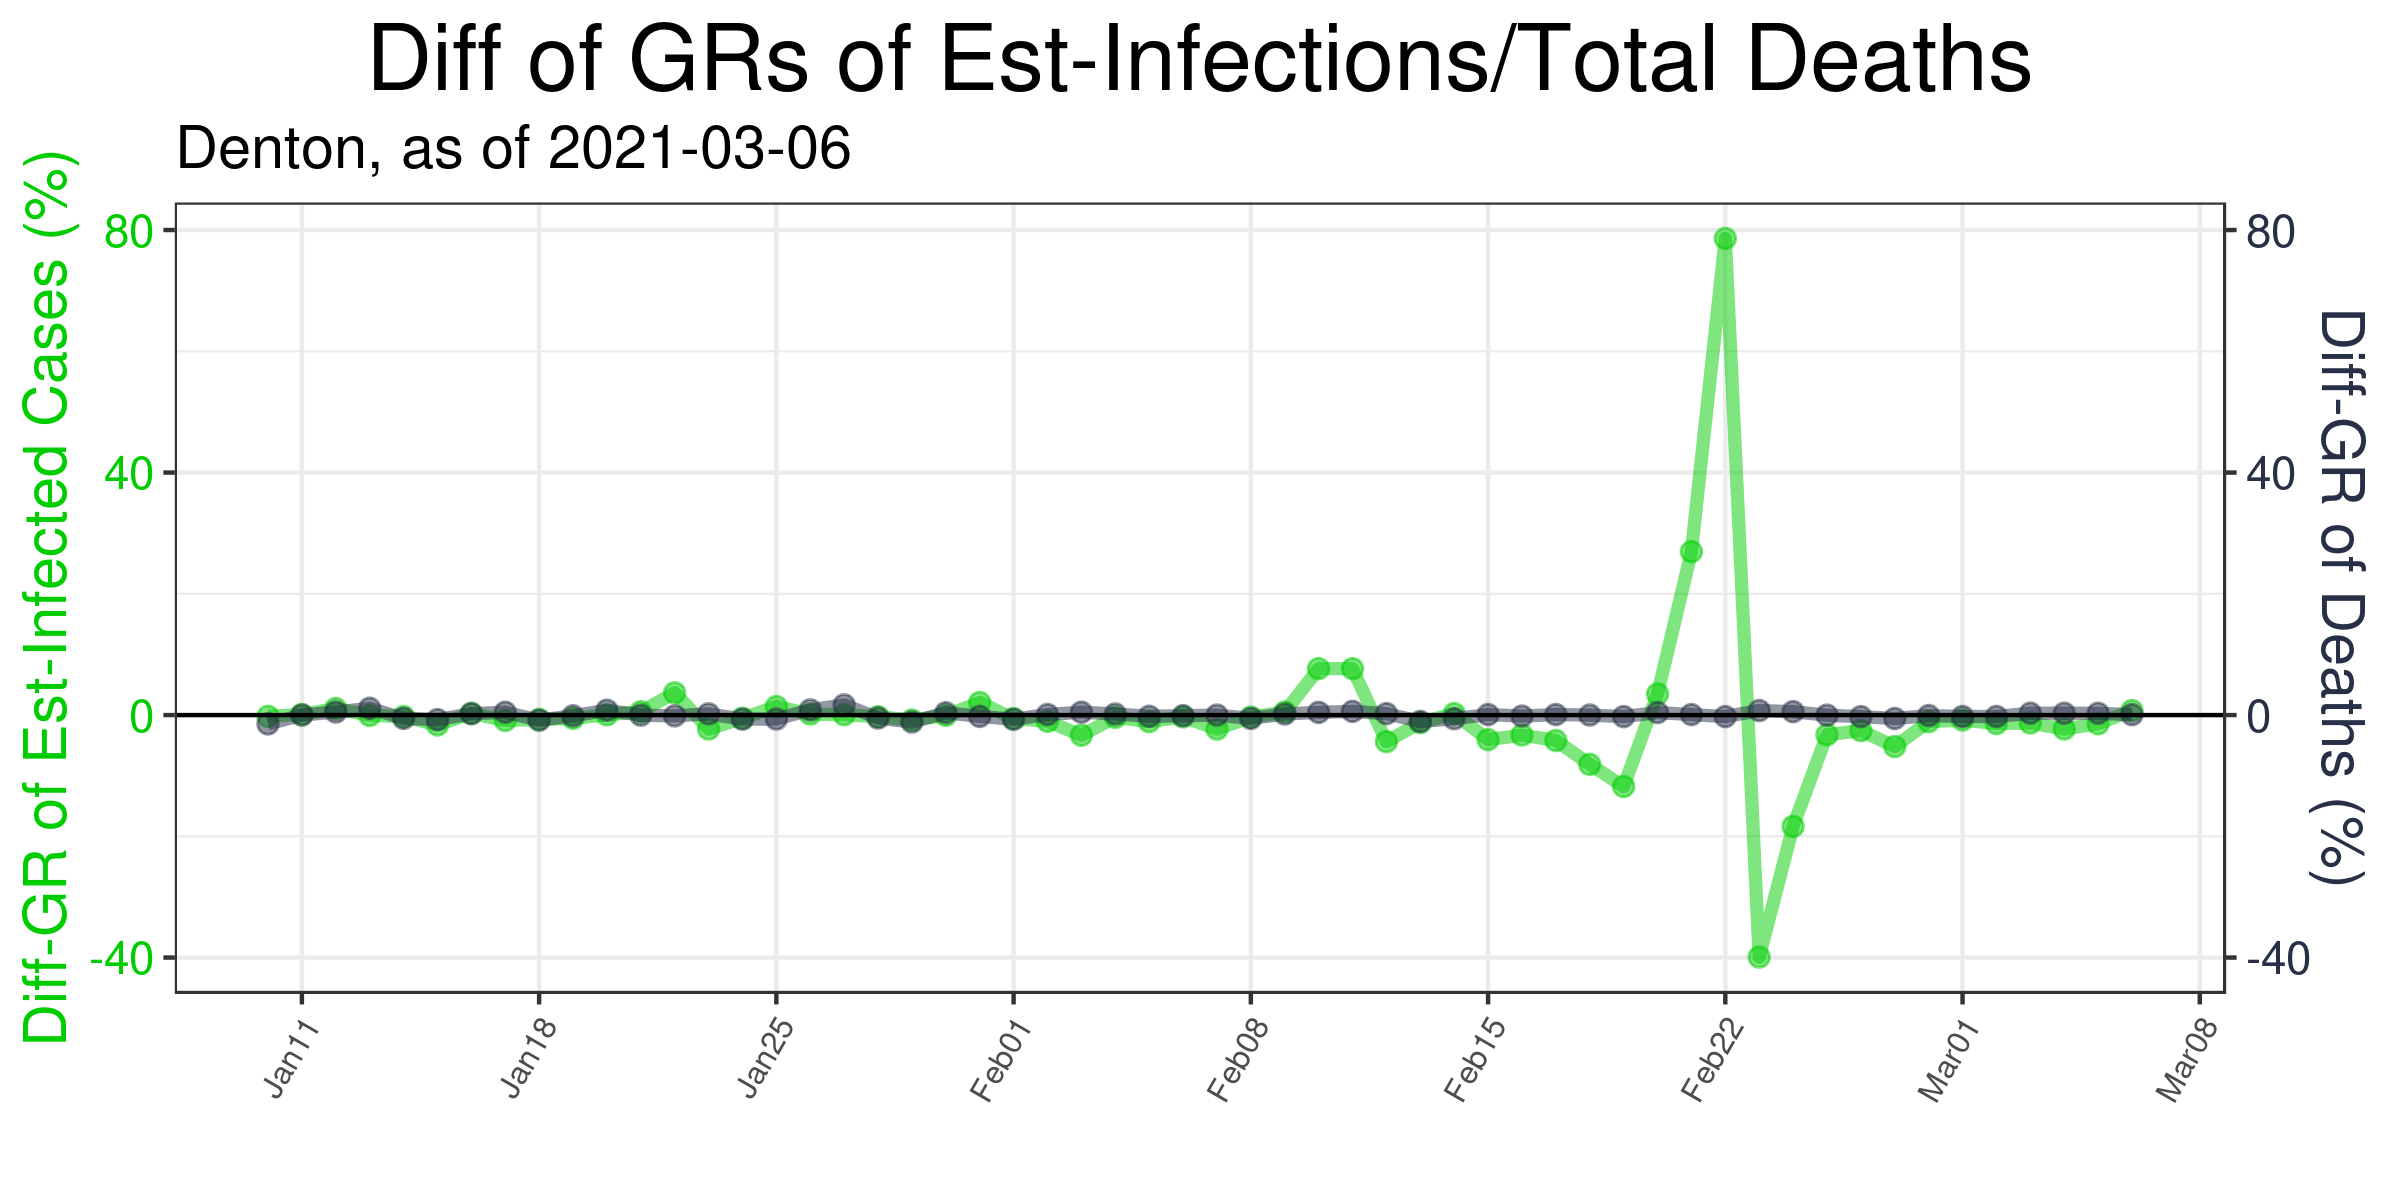 Diff of GRs of Est-Infections/Total Deaths
Denton, as of 2021-03-06
Diff-GR of Est-Infected Cases (%)
80
40
0
-40
80
40
0
-40
Diff-GR of Deaths (%)
Jan11
Jan18
Jan25
Feb01
Feb08
Feb15
Feb22
Mar01
Mar08